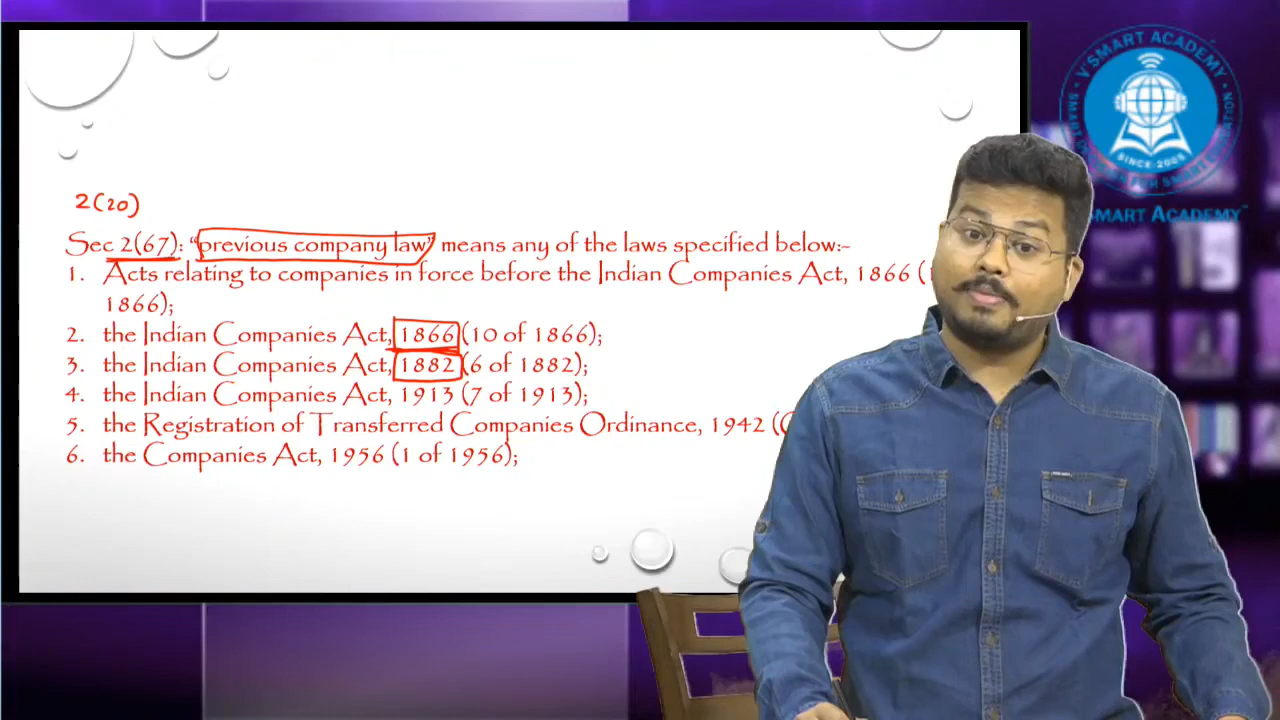 2(20)
Sec 2(67): “previous company law” means any of the laws specified below:-
1. Acts relating to companies in force before the Indian Companies Act, 1866 (
1866);
2. the Indian Companies Act, 1866 (10 of 1866);
3. the Indian Companies Act, 1882 (6 of 1882);
4. the Indian Companies Act, 1913 (7 of 1913);
5. the Registration of Transferred Companies Ordinance, 1942 (
6. the Companies Act, 1956 (1 of 1956);
V'SMART ACADEMY
SINCE-2005
SMART ACADEMY